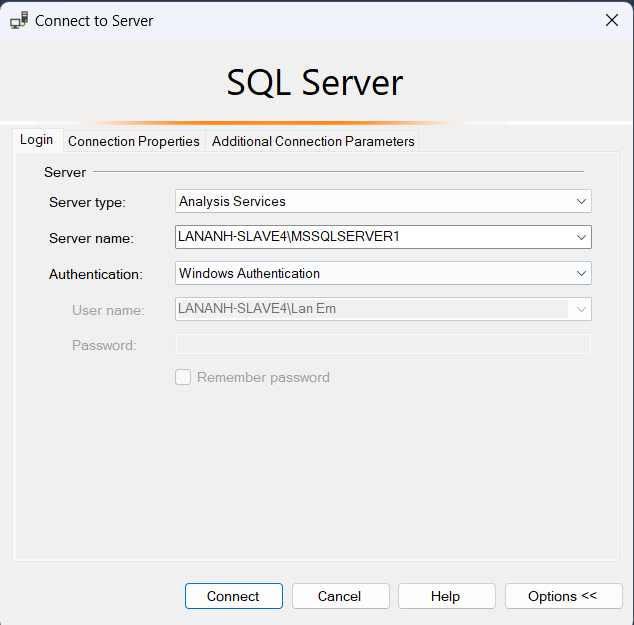 Connect to Server
SQL Server
Login Connection Properties Additional Connection Parameters
Server
Server type: Analysis Services
Server name: LANANH-SLAVE4\MSSQLSERVER1
Authentication: Windows Authentication
User name: LANANH-SLAVE4\Lan Em
Password:
Remember password
Connect Cancel Help Options <<